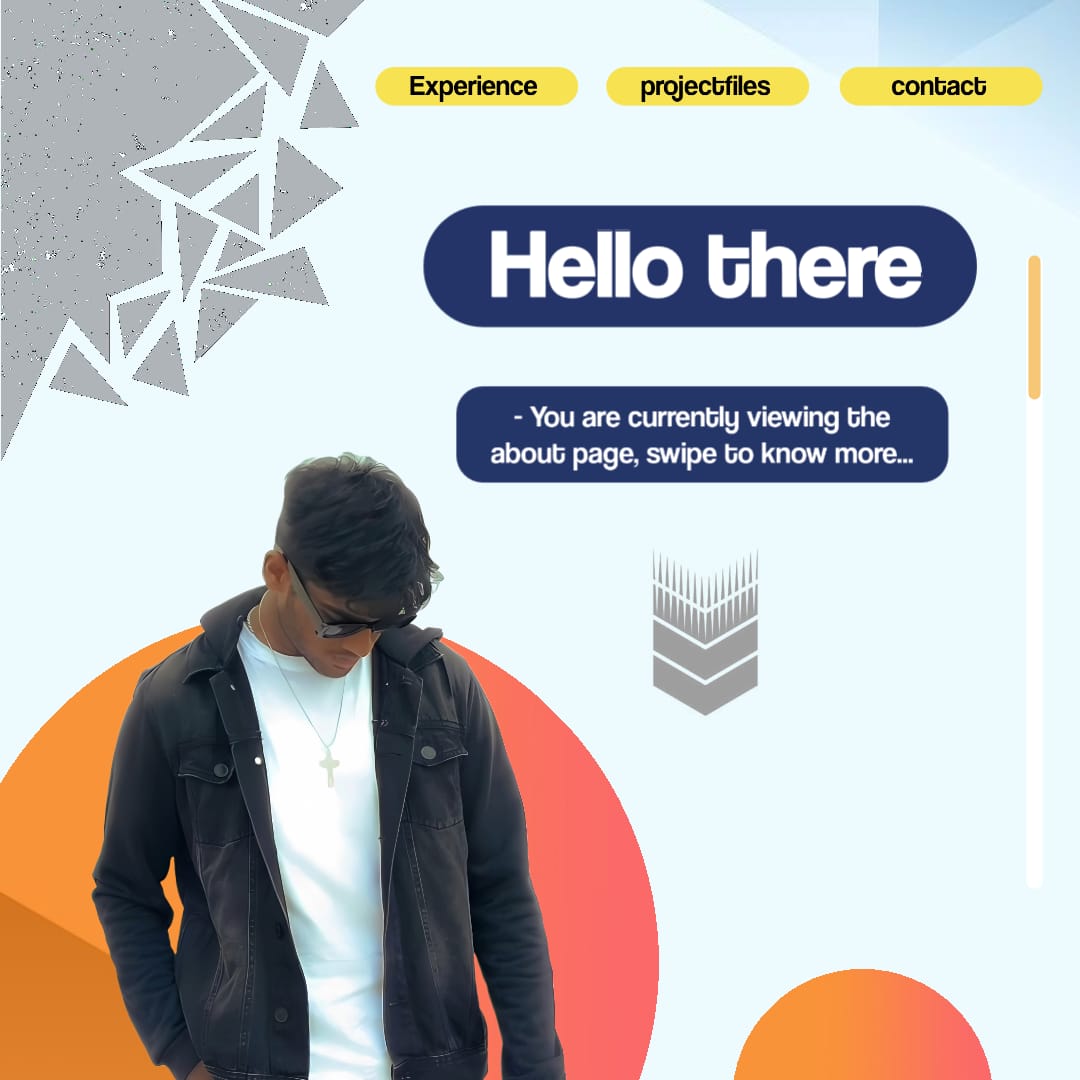 Experience
projectfiles
contact
Hello there
- You are currently viewing the
about page, swipe to know more...